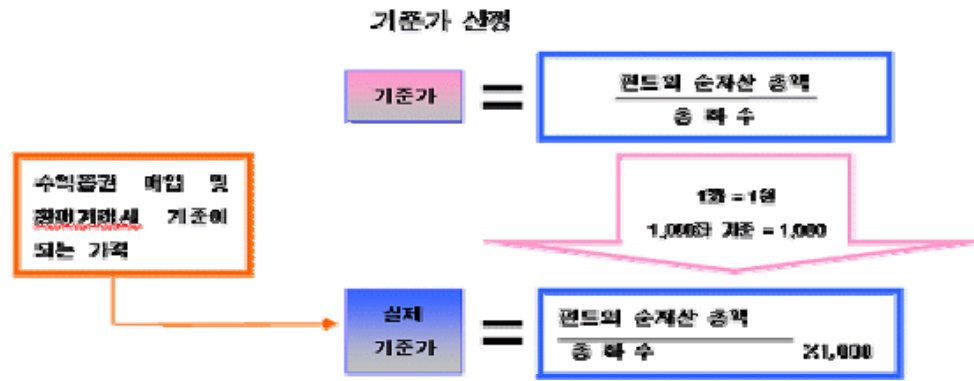 기준가 산정
기준가
=
펀드의 순자산 총액
총 좌 수
수익증권 매입 및
환매거래시 기준이
되는 가격
1좌 = 1원
1,000좌 기준 = 1,000
실제
기준가
=
펀드의 순자산 총액
총 좌 수 X1,000